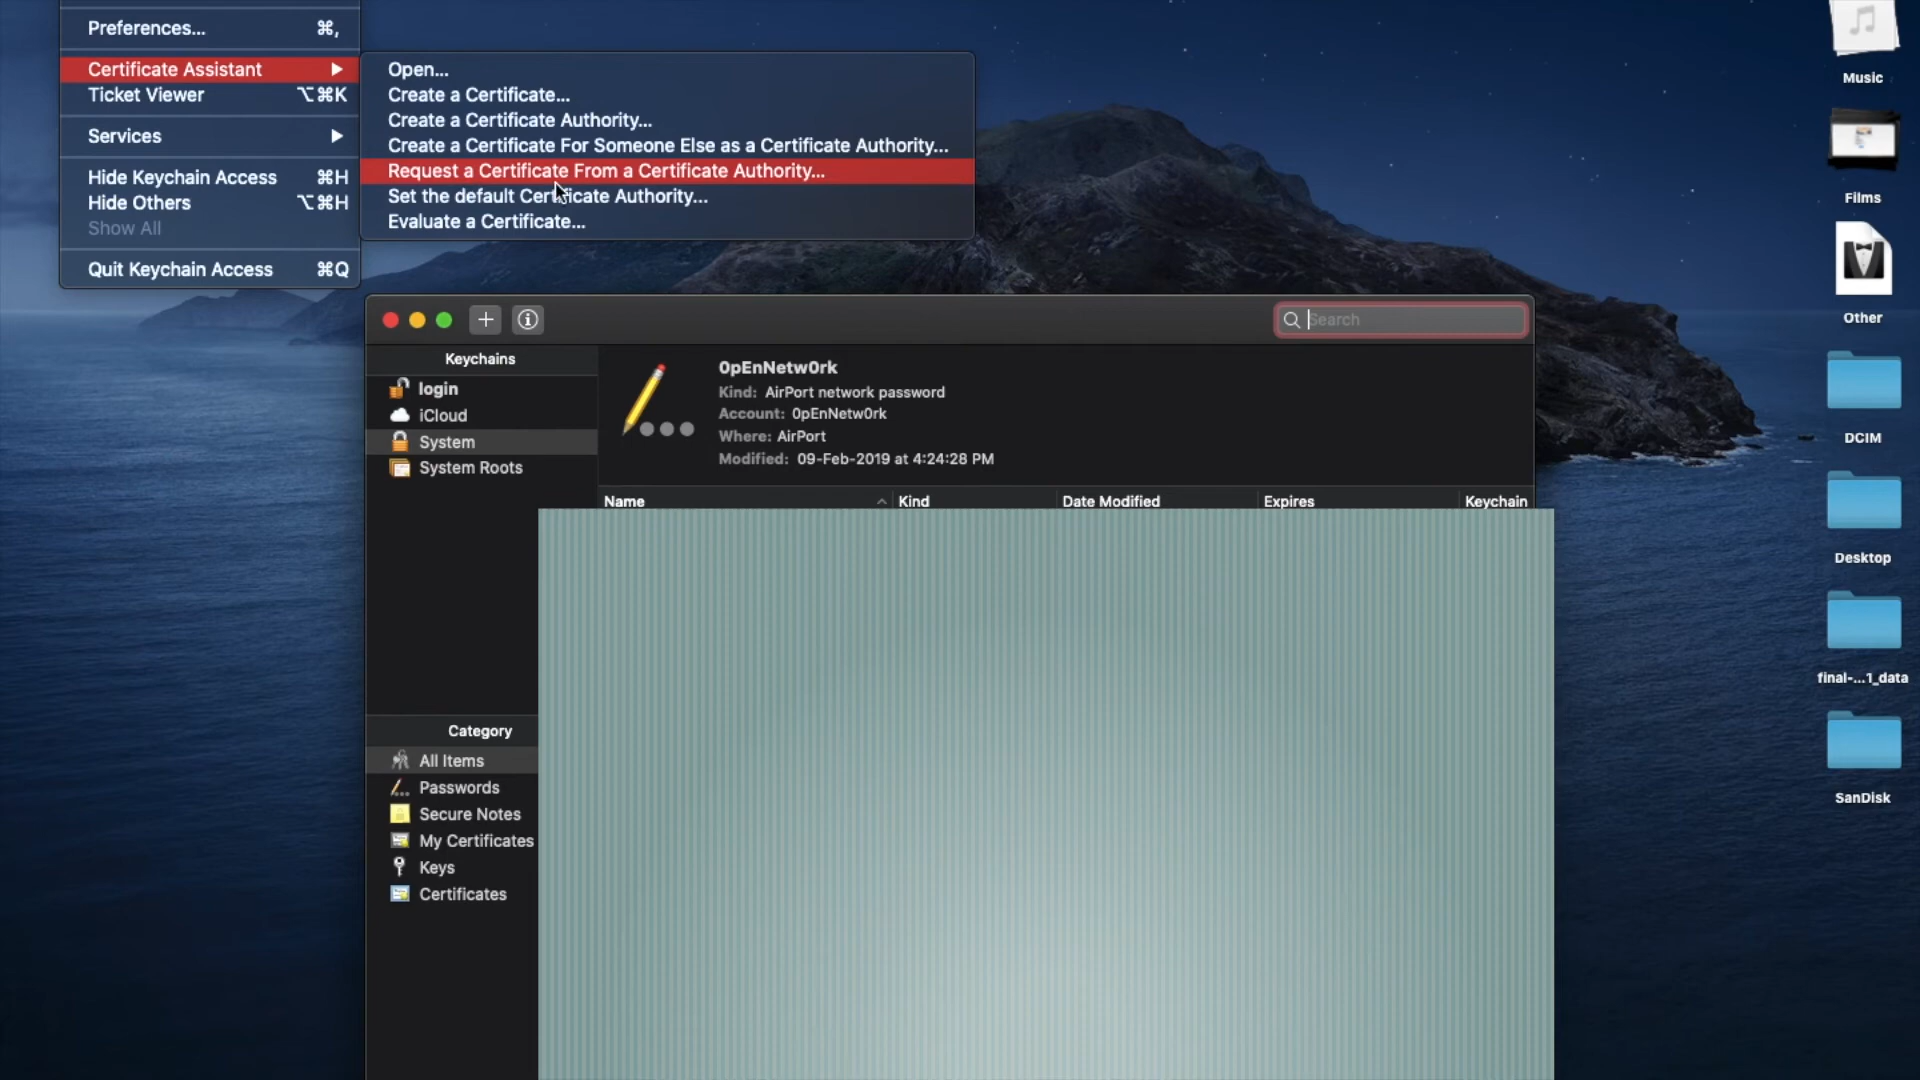 Preferences... ⌘,
Certificate Assistant
Ticket Viewer ⌥⌘K
Services
Hide Keychain Access ⌘H
Hide Others ⌥⌘H
Show All
Quit Keychain Access ⌘Q
Open...
Create a Certificate...
Create a Certificate Authority...
Create a Certificate For Someone Else as a Certificate Authority...
Request a Certificate From a Certificate Authority...
Set the default Certificate Authority...
Evaluate a Certificate...
Search
Keychains
login
iCloud
System
System Roots
0pEnNetw0rk
Kind: AirPort network password
Account: 0pEnNetw0rk
Where: AirPort
Modified: 09-Feb-2019 at 4:24:28 PM
Name Kind Date Modified Expires Keychain
Category
All Items
Passwords
Secure Notes
My Certificates
Keys
Certificates
Music
Films
Other
DCIM
Desktop
final-...1_data
SanDisk